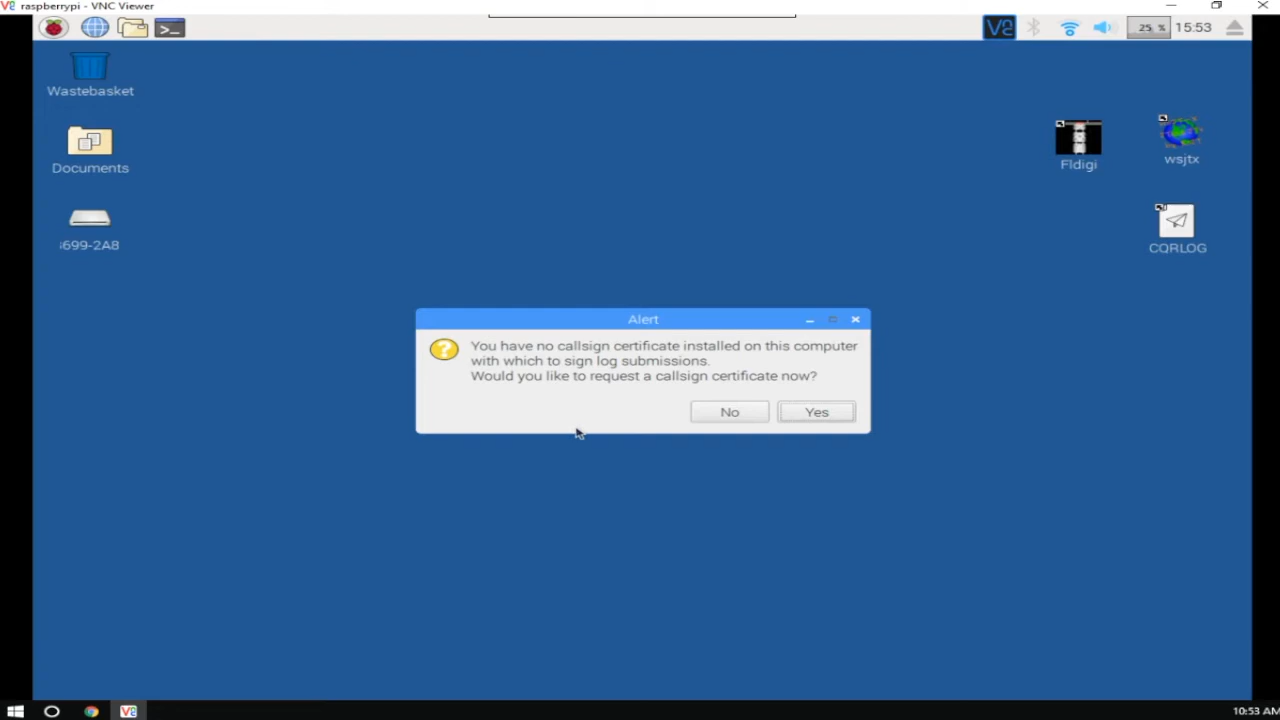 raspberrypi - VNC Viewer
25 %
15:53
Wastebasket
Documents
699-2A8
Fldigi
wsjtx
CQRLOG
Alert
You have no callsign certificate installed on this computer
with which to sign log submissions.
Would you like to request a callsign certificate now?
No
Yes
10:53 AM